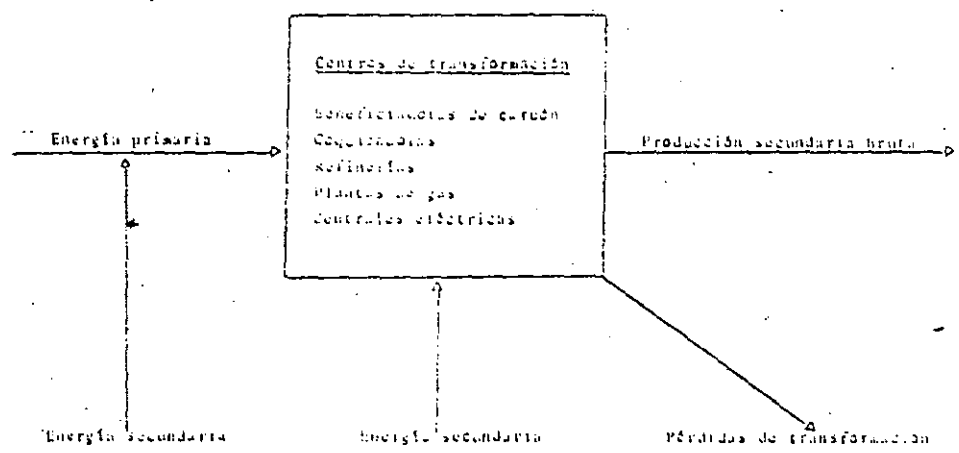 Centros de transformación
Beneficiadoras de carbón
Energía primaria
Coquizadoras
Producción secundaria bruta
Refinerías
Plantas de gas
Centrales eléctricas
Energía secundaria
Energía secundaria
Pérdidas de transformación